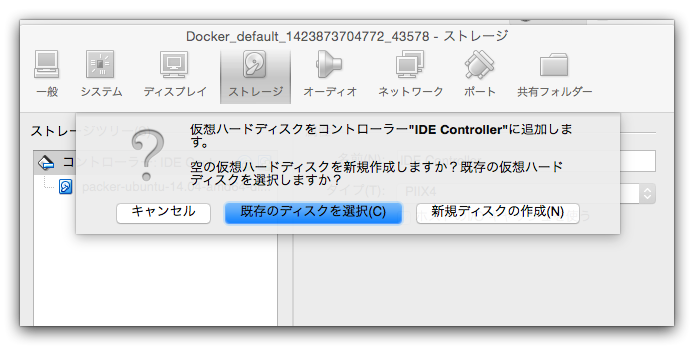 Docker_default_1423873704772_43578 - ストレージ
一般 システム ディスプレイ ストレージ オーディオ ネットワーク ポート 共有フォルダー
ストレージツリー
仮想ハードディスクをコントローラー"IDE Controller"に追加しま
す。
空の仮想ハードディスクを新規作成しますか？既存の仮想ハード
ディスクを選択しますか？
コントローラー: IDE
packer-ubuntu-14.04
タイプ(T): PIIX4
キャンセル 既存のディスクを選択(C) 新規ディスクの作成(N)